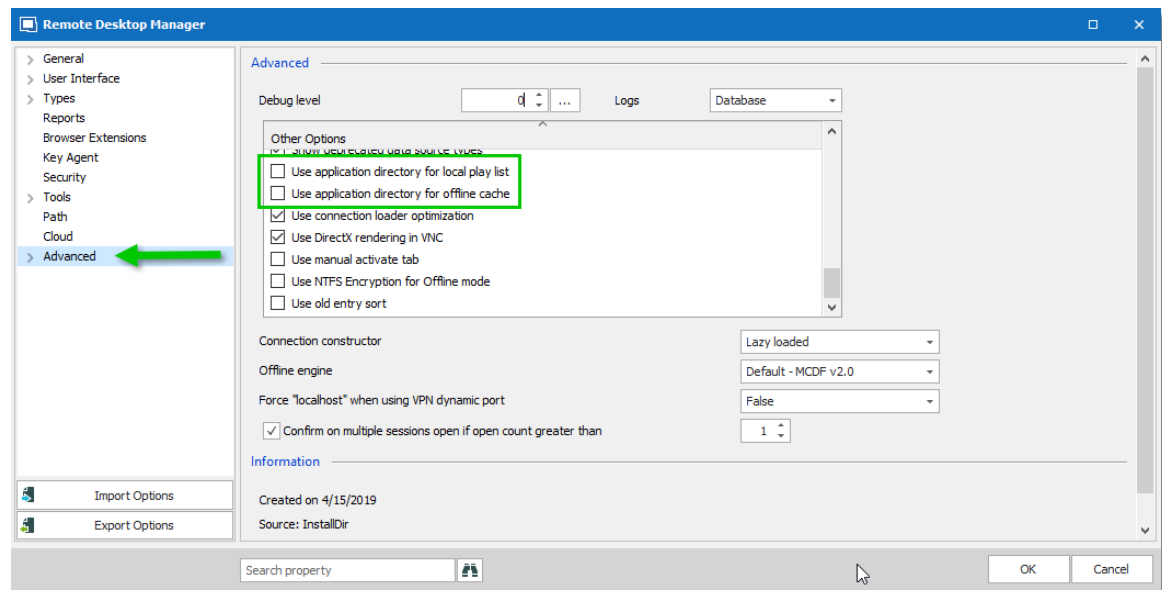 Remote Desktop Manager
General
User Interface
Types
Reports
Browser Extensions
Key Agent
Security
Tools
Path
Cloud
Advanced
Import Options
Export Options
Advanced
Debug level 0 ... Logs Database
Other Options
Show deprecated data source types
Use application directory for local play list
Use application directory for offline cache
Use connection loader optimization
Use DirectX rendering in VNC
Use manual activate tab
Use NTFS Encryption for Offline mode
Use old entry sort
Connection constructor Lazy loaded
Offline engine Default - MCDF v2.0
Force "localhost" when using VPN dynamic port False
Confirm on multiple sessions open if open count greater than 1
Information
Created on 4/15/2019
Source: InstallDir
Search property
OK Cancel